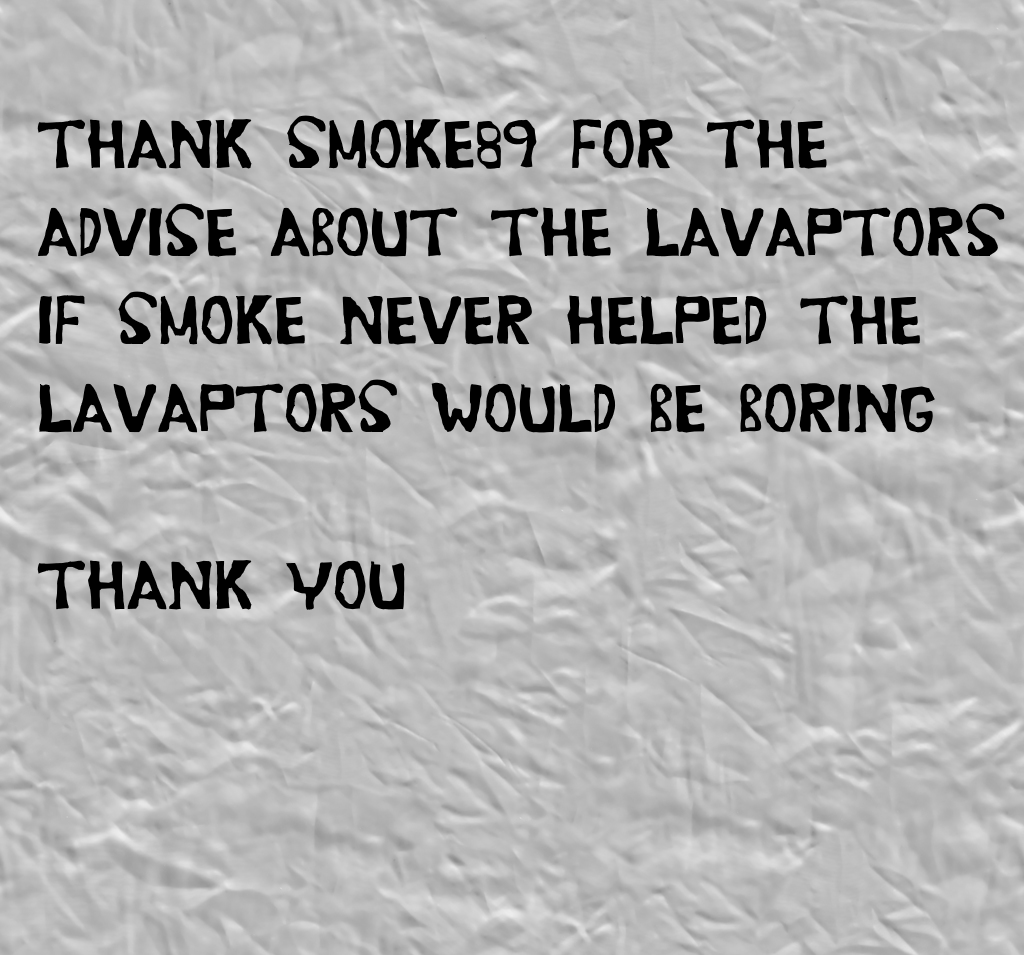 THANK SMOKE89 FOR THE
ADVISE ABOUT THE LAVAPTORS
IF SMOKE NEVER HELPED THE
LAVAPTORS WOULD BE BORING
THANK YOU